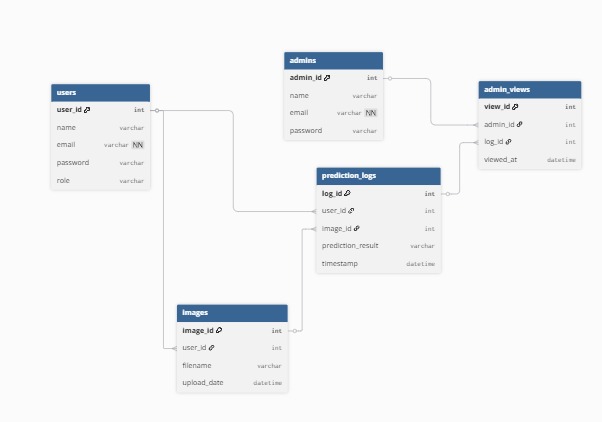 users
user_id int
name varchar
email varchar NN
password varchar
role varchar
admins
admin_id int
name varchar
email varchar NN
password varchar
admin_views
view_id int
admin_id int
log_id int
viewed_at datetime
prediction_logs
log_id int
user_id int
image_id int
prediction_result varchar
timestamp datetime
images
image_id int
user_id int
filename varchar
upload_date datetime